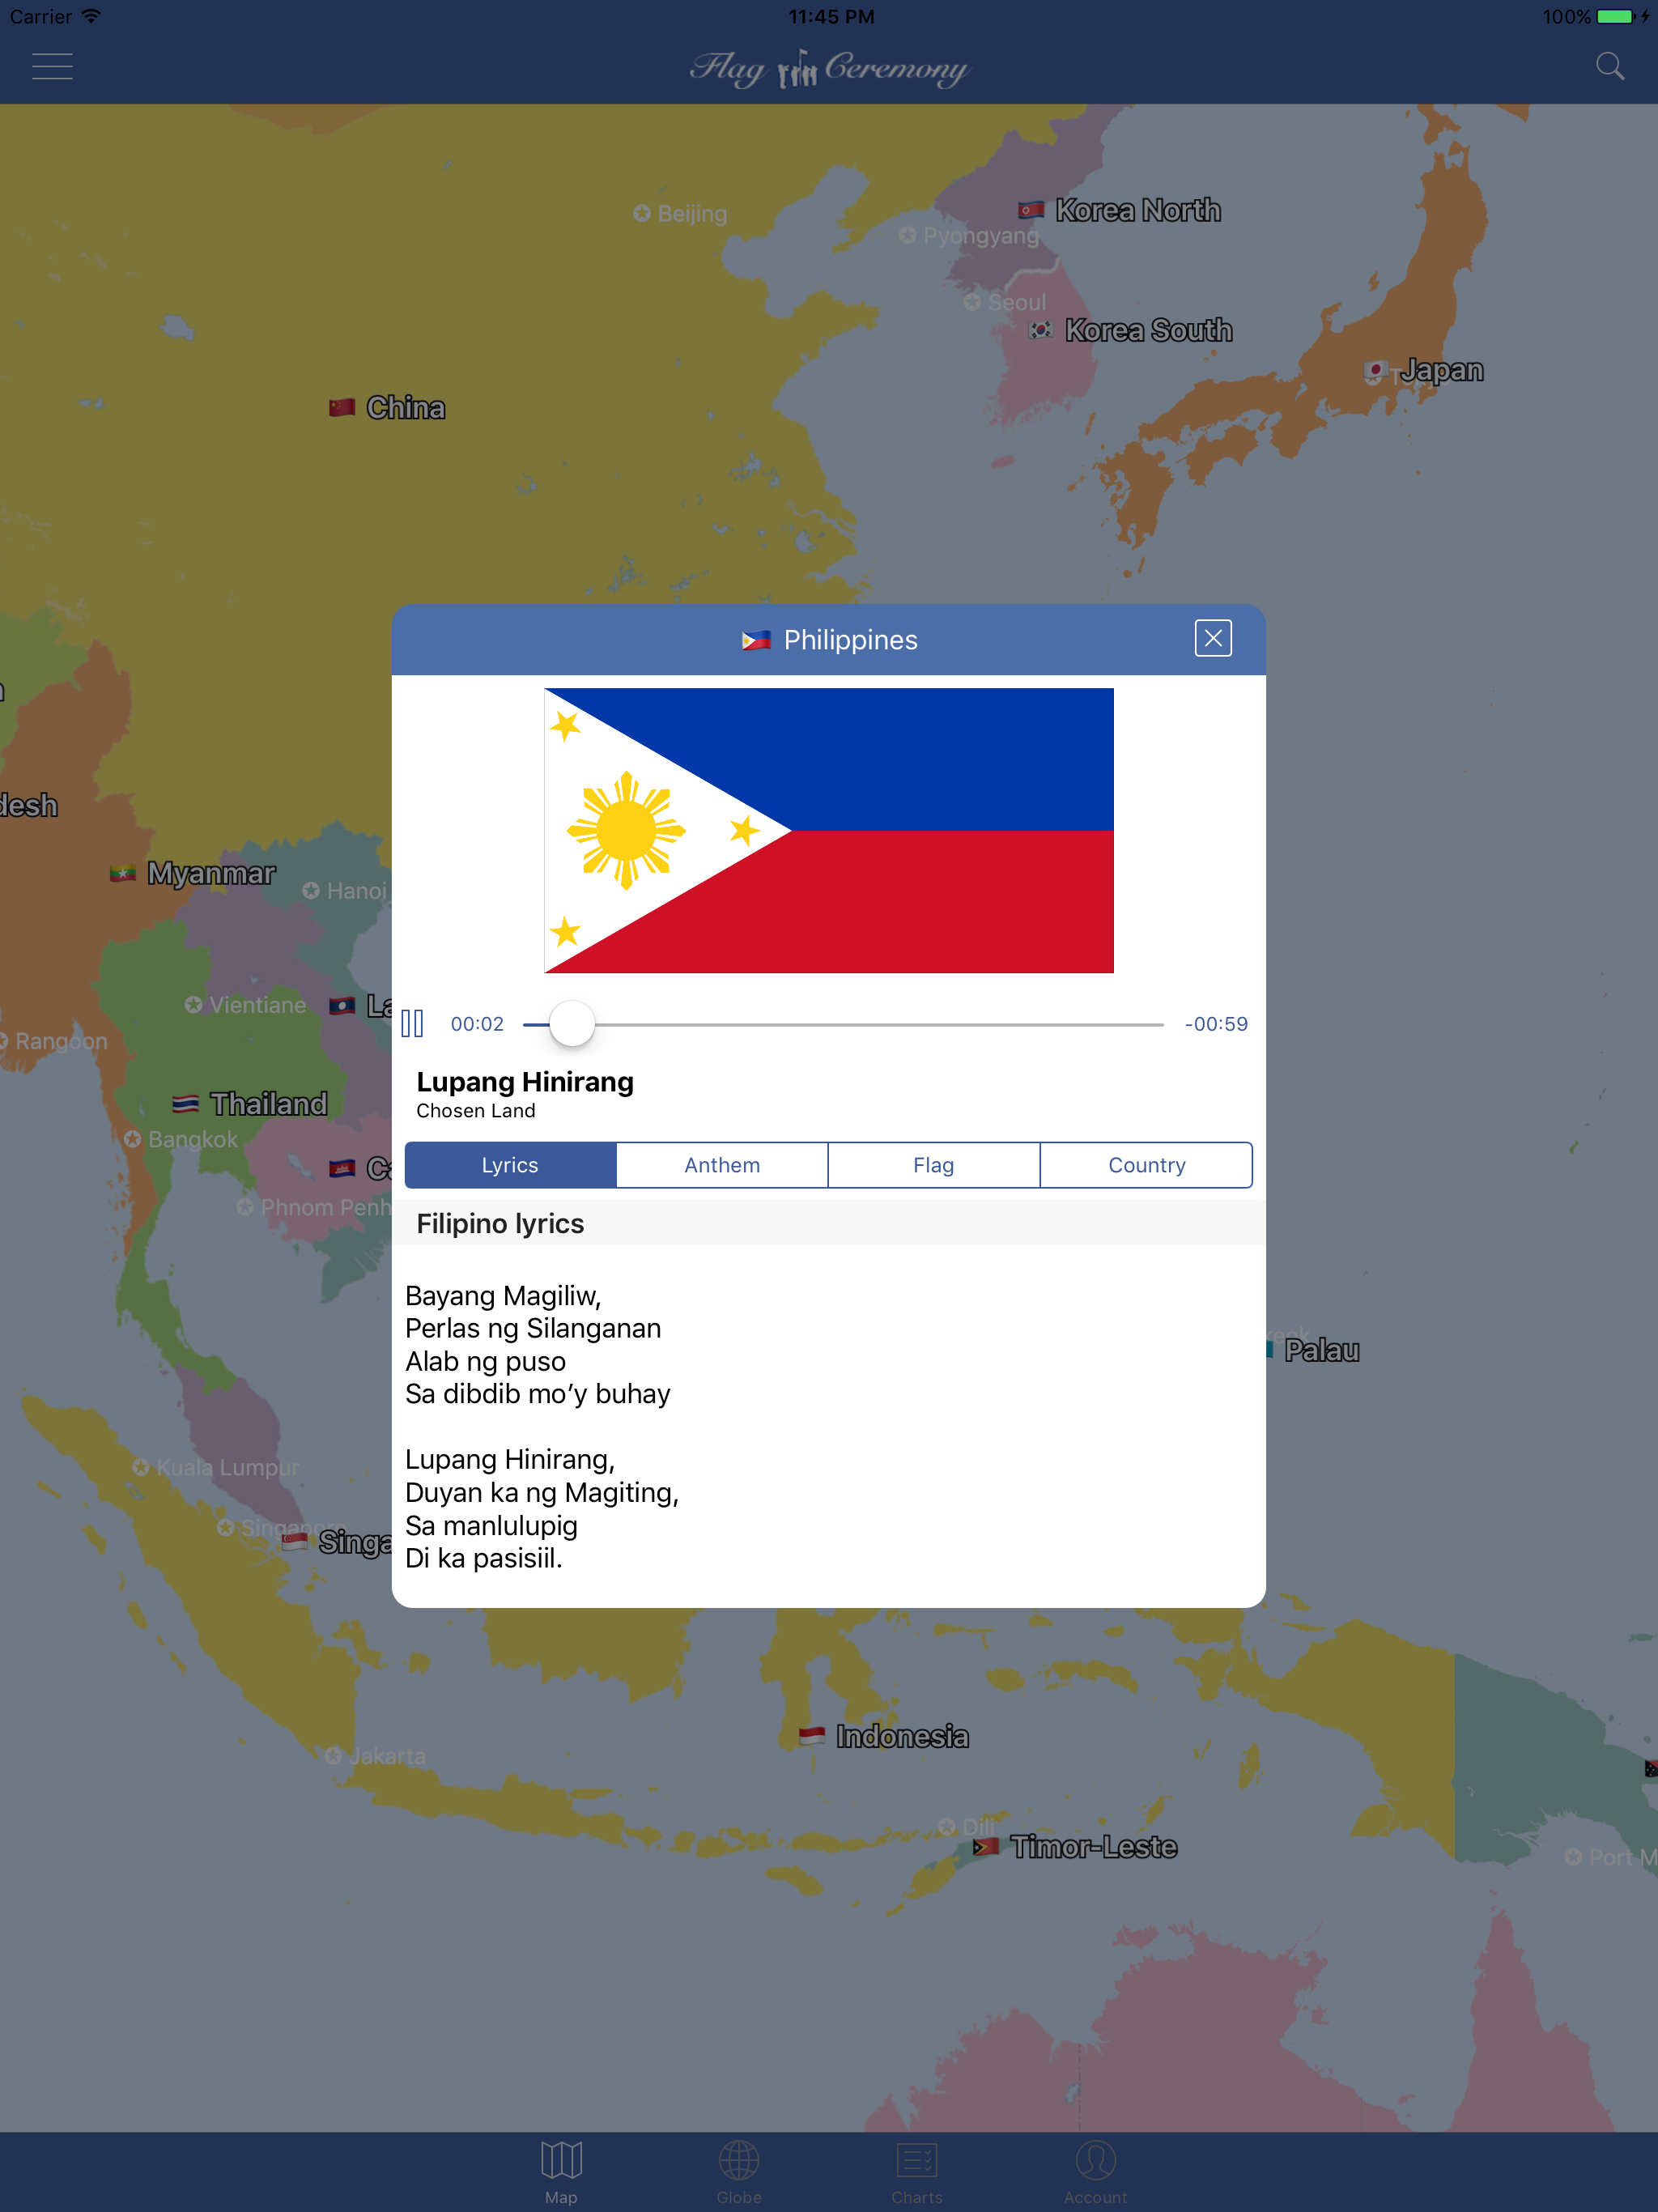 Carrier 11:45 PM 100%
Flag Ceremony
Beijing
Korea North
Pyongyang
Seoul
Korea South
Japan
China
Philippines
desh
Myanmar
Hanoi
Vientiane
La
Rangoon
00:02 -00:59
Lupang Hinirang
Chosen Land
Thailand
Bangkok
Ca
Phnom Penh
Lyrics Anthem Flag Country
Filipino lyrics
Bayang Magiliw,
Perlas ng Silanganan
Alab ng puso
Sa dibdib mo’y buhay
Palau
Lupang Hinirang,
Duyan ka ng Magiting,
Sa manlulupig
Di ka pasisiil.
Kuala Lumpur
Singapore
Singa
Indonesia
Jakarta
Dili
Timor-Leste
Port M
Map Globe Charts Account